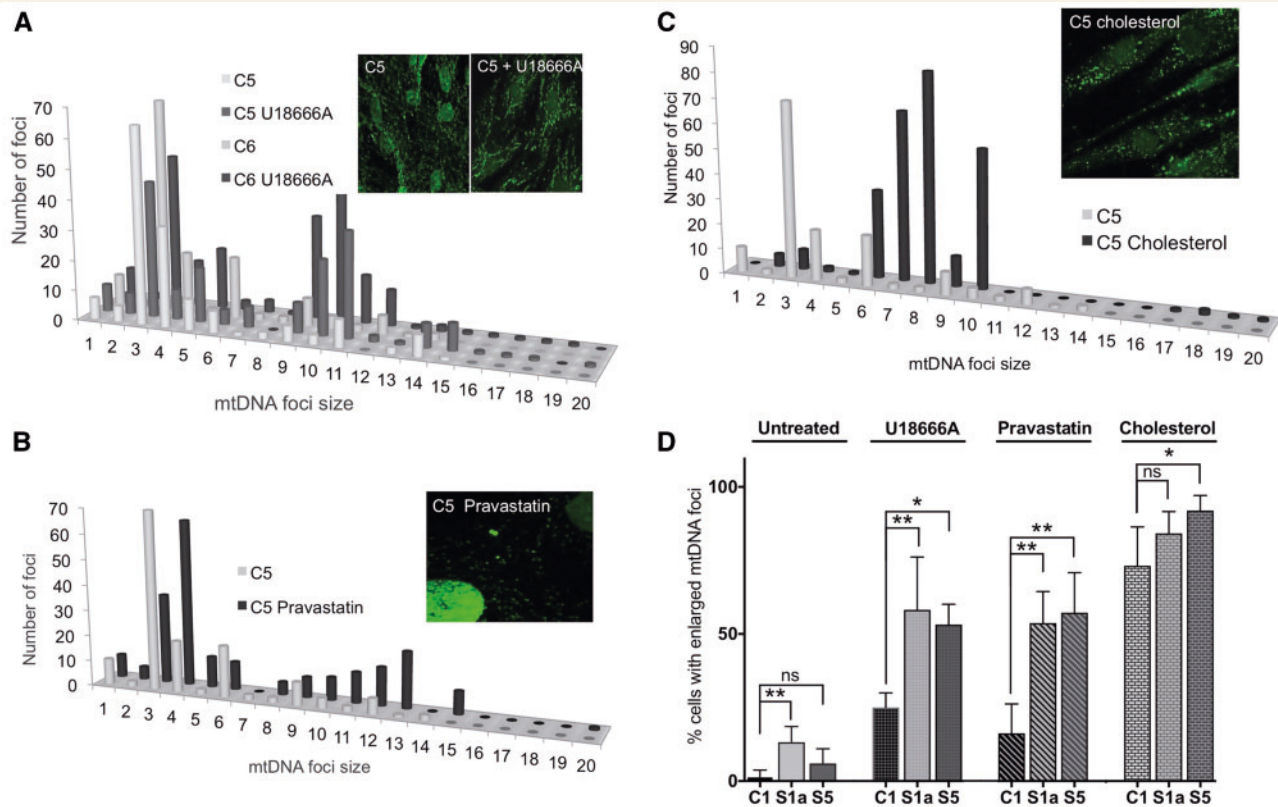 A
C5
C5 U18666A
C6
C6 U18666A
C5
C5 + U18666A
Number of foci
70
60
50
40
30
20
10
0
1 2 3 4 5 6 7 8 9 10 11 12 13 14 15 16 17 18 19 20
mtDNA foci size
B
C5 Pravastatin
C5
C5 Pravastatin
Number of foci
70
60
50
40
30
20
10
0
1 2 3 4 5 6 7 8 9 10 11 12 13 14 15 16 17 18 19 20
mtDNA foci size
C
C5 cholesterol
C5
C5 Cholesterol
Number of foci
90
80
70
60
50
40
30
20
10
0
1 2 3 4 5 6 7 8 9 10 11 12 13 14 15 16 17 18 19 20
mtDNA foci size
D
Untreated U18666A Pravastatin Cholesterol
% cells with enlarged mtDNA foci
100
50
0
ns
**
*
**
**
**
*
ns
C1 S1a S5 C1 S1a S5 C1 S1a S5 C1 S1a S5